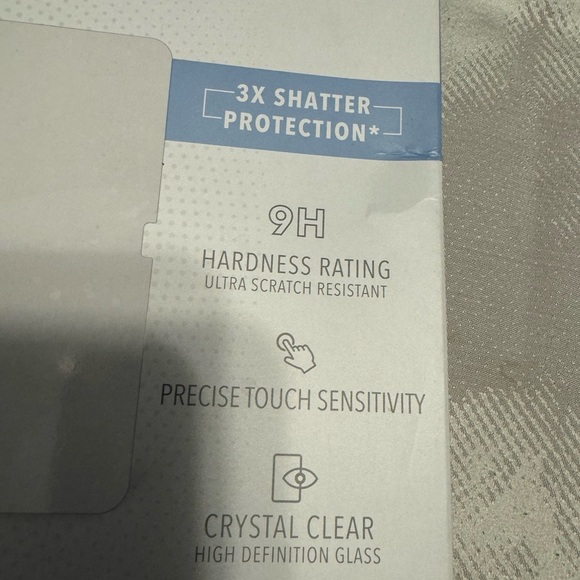 3X SHATTER
PROTECTION*
9H
HARDNESS RATING
ULTRA SCRATCH RESISTANT
PRECISE TOUCH SENSITIVITY
CRYSTAL CLEAR
HIGH DEFINITION GLASS